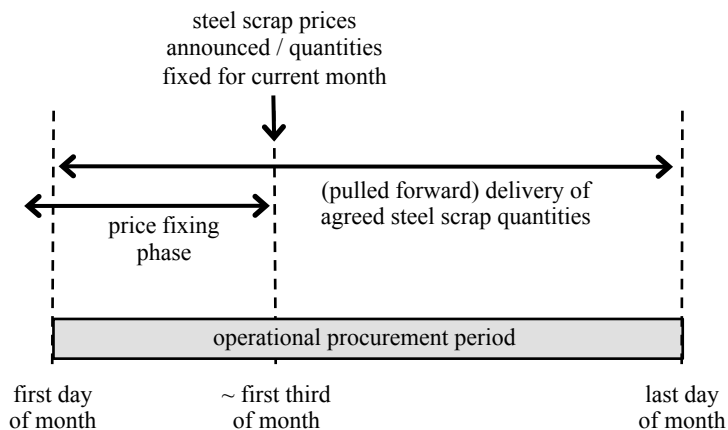 steel scrap prices
announced / quantities
fixed for current month
(pulled forward) delivery of
agreed steel scrap quantities
price fixing
phase
operational procurement period
first day
of month
~ first third
of month
last day
of month